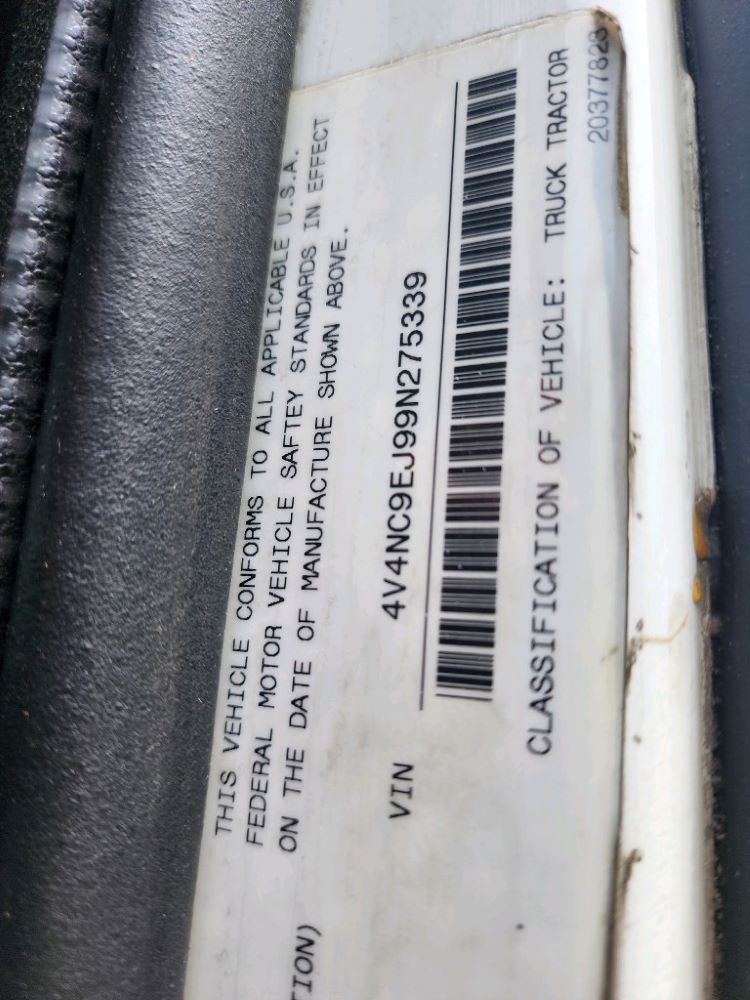 THIS VEHICLE CONFORMS TO ALL APPLICABLE U.S.A.
FEDERAL MOTOR VEHICLE SAFTEY STANDARDS IN EFFECT
ON THE DATE OF MANUFACTURE SHOWN ABOVE.
TION)
VIN 4V4NC9EJ99N275339
CLASSIFICATION OF VEHICLE: TRUCK TRACTOR
20377823